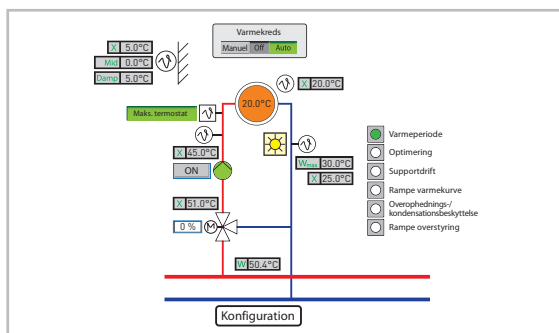 Varmekreds
Manuel Off Auto
X 5.0°C
Mid 0.0°C
Damp 5.0°C
X 20.0°C
20.0°C
Maks. termostat
X 45.0°C
ON
Wmax 30.0°C
X 25.0°C
X 51.0°C
0 % M
W 50.4°C
Varmeperiode
Optimering
Supportdrift
Rampe varmekurve
Overophednings-/
kondensationsbeskyttelse
Rampe overstyring
Konfiguration